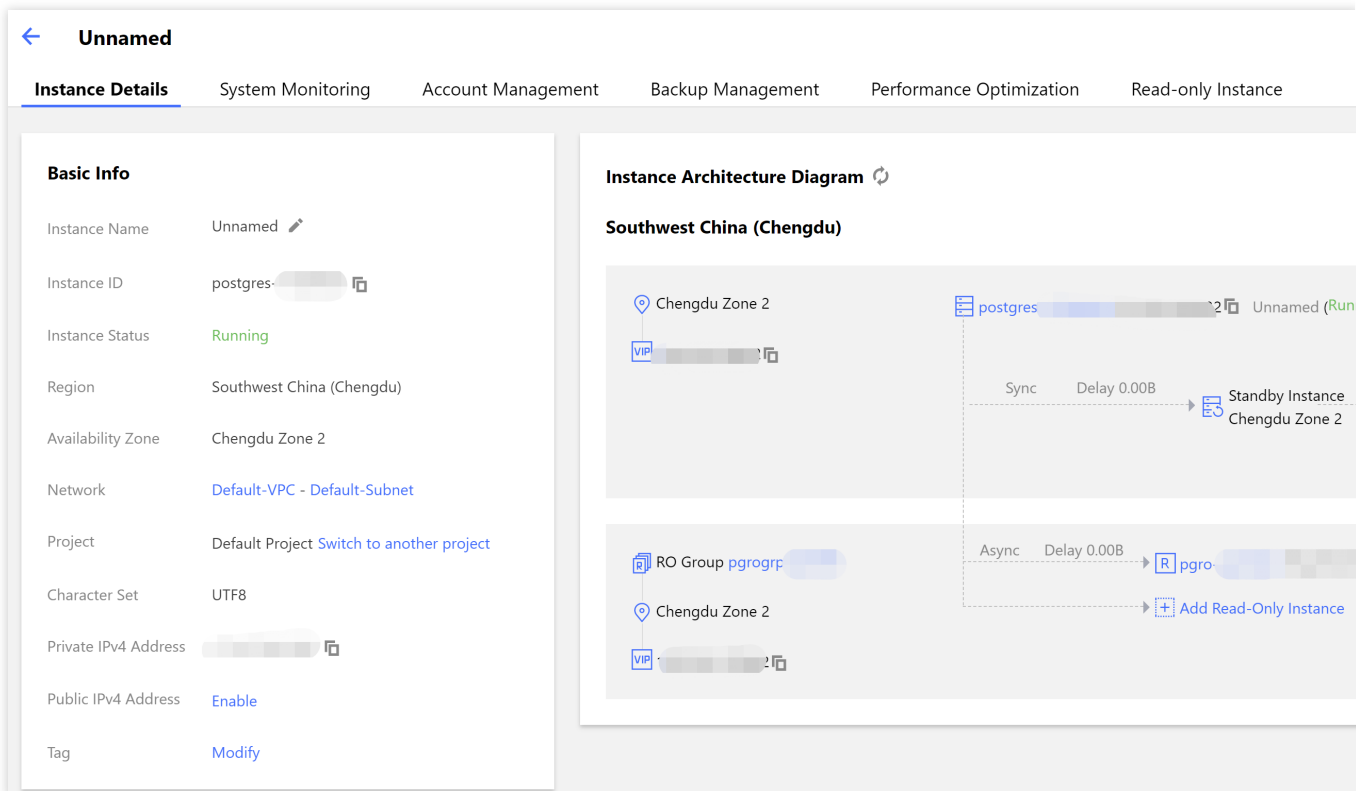 Unnamed
Instance Details System Monitoring Account Management Backup Management Performance Optimization Read-only Instance
Basic Info
Instance Name Unnamed
Instance ID postgres-
Instance Status Running
Region Southwest China (Chengdu)
Availability Zone Chengdu Zone 2
Network Default-VPC - Default-Subnet
Project Default Project Switch to another project
Character Set UTF8
Private IPv4 Address
Public IPv4 Address Enable
Tag Modify
Instance Architecture Diagram
Southwest China (Chengdu)
Chengdu Zone 2
VIP
postgres 2 Unnamed (Run
Sync Delay 0.00B
Standby Instance
Chengdu Zone 2
RO Group pgrogrp
Chengdu Zone 2
VIP 2
Async Delay 0.00B
R pgro-
Add Read-Only Instance